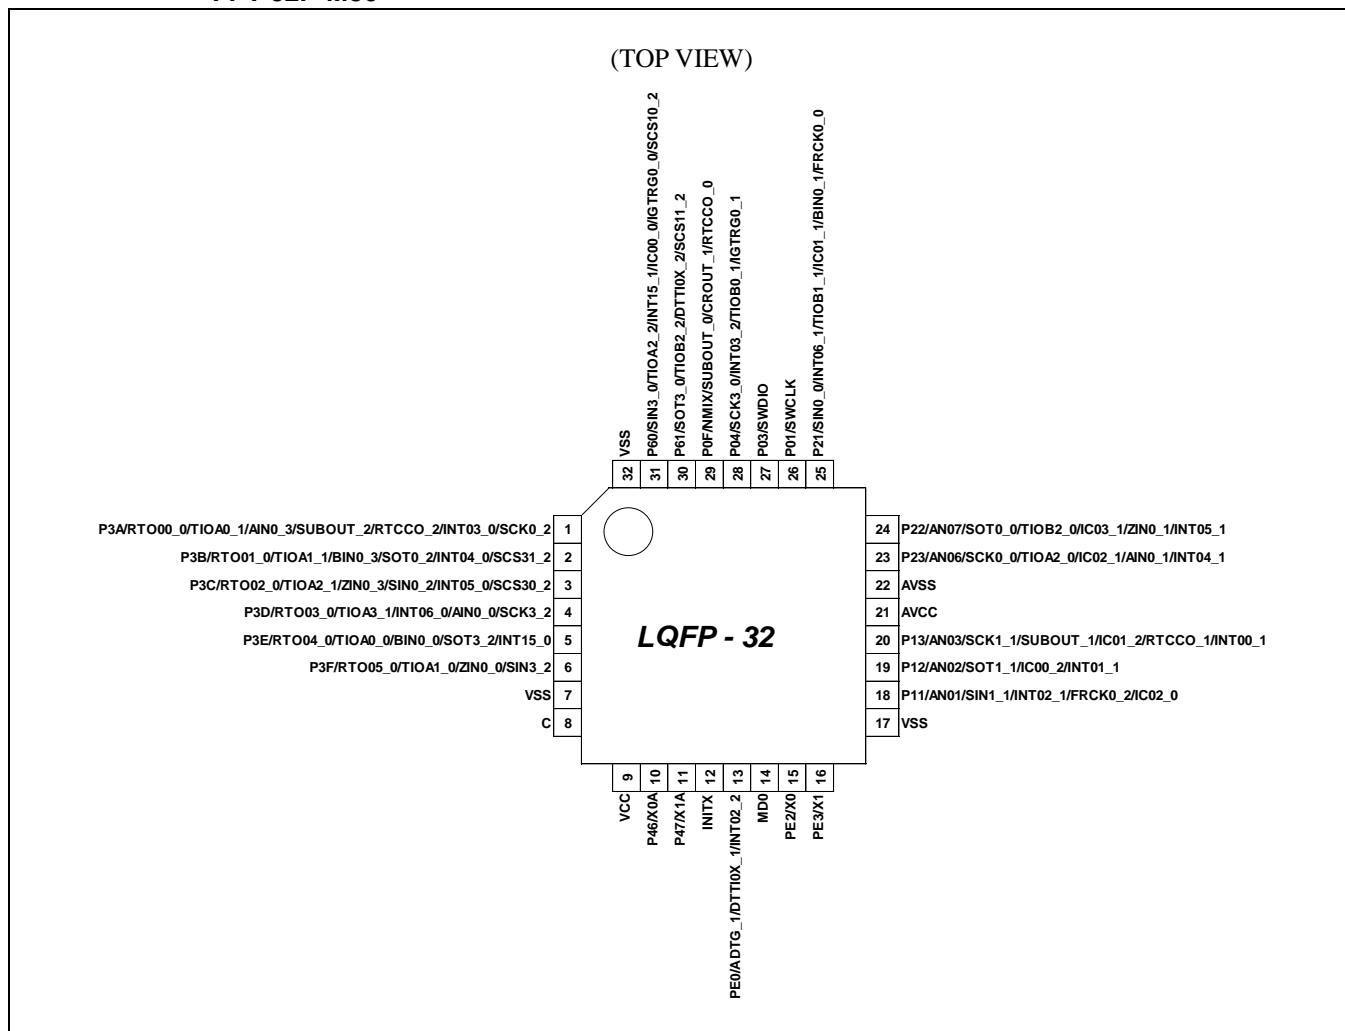 (TOP VIEW)
VSS
P60/SIN3_0/TIOA2_2/INT15_1/IC00_0/IGTRG0_0/SCS10_2
P61/SOT3_0/TIOB2_2/DTTI0X_2/SCS11_2
P0F/NMIX/SUBOUT_0/CROUT_1/RTCCO_0
P04/SCK3_0/INT03_2/TIOB0_1/IGTRG0_1
P03/SWDIO
P01/SWCLK
P21/SIN0_0/INT06_1/TIOB1_1/IC01_1/BIN0_1/FRCK0_0
32 31 30 29 28 27 26 25
P3A/RTO00_0/TIOA0_1/AIN0_3/SUBOUT_2/RTCCO_2/INT03_0/SCK0_2 1
P3B/RTO01_0/TIOA1_1/BIN0_3/SOT0_2/INT04_0/SCS31_2 2
P3C/RTO02_0/TIOA2_1/ZIN0_3/SIN0_2/INT05_0/SCS30_2 3
P3D/RTO03_0/TIOA3_1/INT06_0/AIN0_0/SCK3_2 4
P3E/RTO04_0/TIOA0_0/BIN0_0/SOT3_2/INT15_0 5
P3F/RTO05_0/TIOA1_0/ZIN0_0/SIN3_2 6
VSS 7
C 8
LQFP - 32
24 P22/AN07/SOT0_0/TIOB2_0/IC03_1/ZIN0_1/INT05_1
23 P23/AN06/SCK0_0/TIOA2_0/IC02_1/AIN0_1/INT04_1
22 AVSS
21 AVCC
20 P13/AN03/SCK1_1/SUBOUT_1/IC01_2/RTCCO_1/INT00_1
19 P12/AN02/SOT1_1/IC00_2/INT01_1
18 P11/AN01/SIN1_1/INT02_1/FRCK0_2/IC02_0
17 VSS
9 10 11 12 13 14 15 16
VCC
P46/X0A
P47/X1A
INITX
PE0/ADTG_1/DTTI0X_1/INT02_2
MD0
PE2/X0
PE3/X1